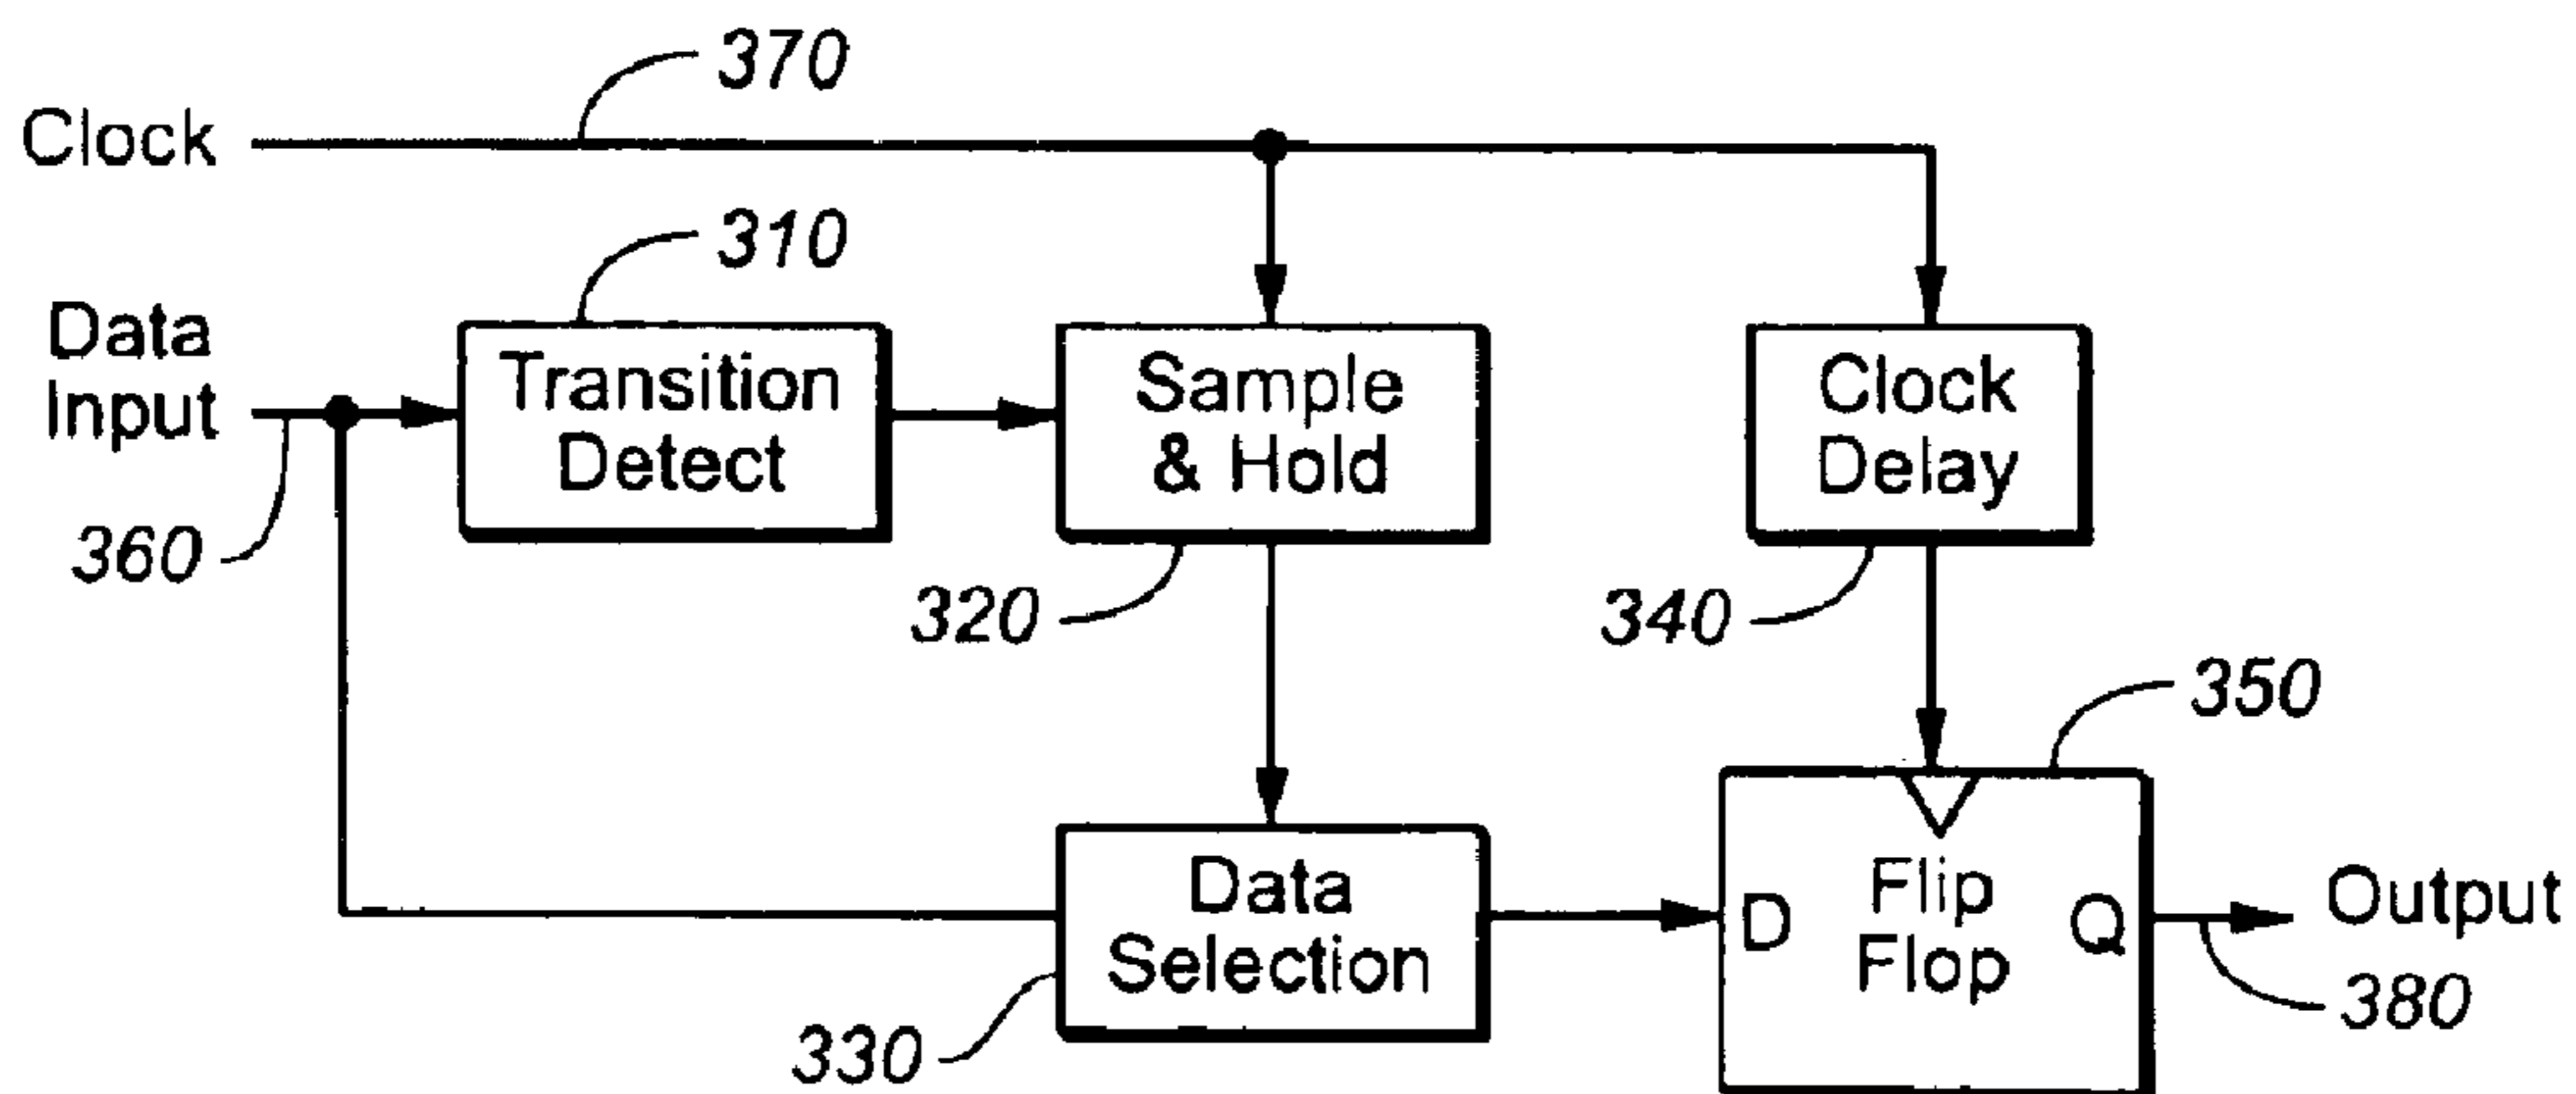 370
Clock
310
Data
Input
Transition
Detect
Sample
& Hold
Clock
Delay
360
320
340
350
Data
Selection
D
Flip
Flop
Q
Output
330
380